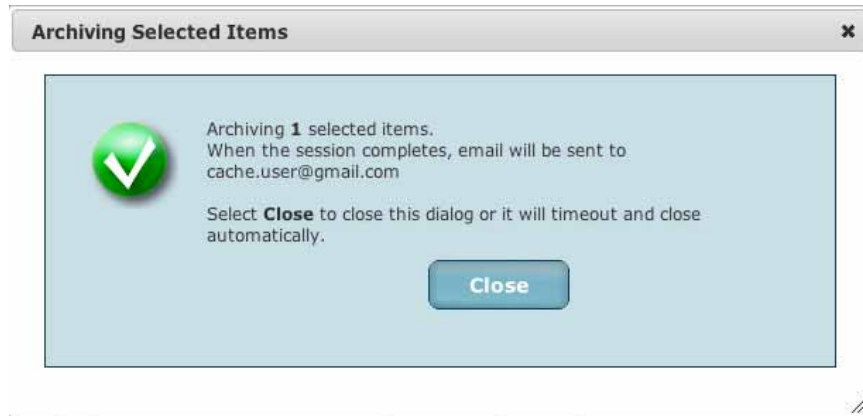 Archiving Selected Items
Archiving 1 selected items.
When the session completes, email will be sent to
cache.user@gmail.com
Select Close to close this dialog or it will timeout and close
automatically.
Close